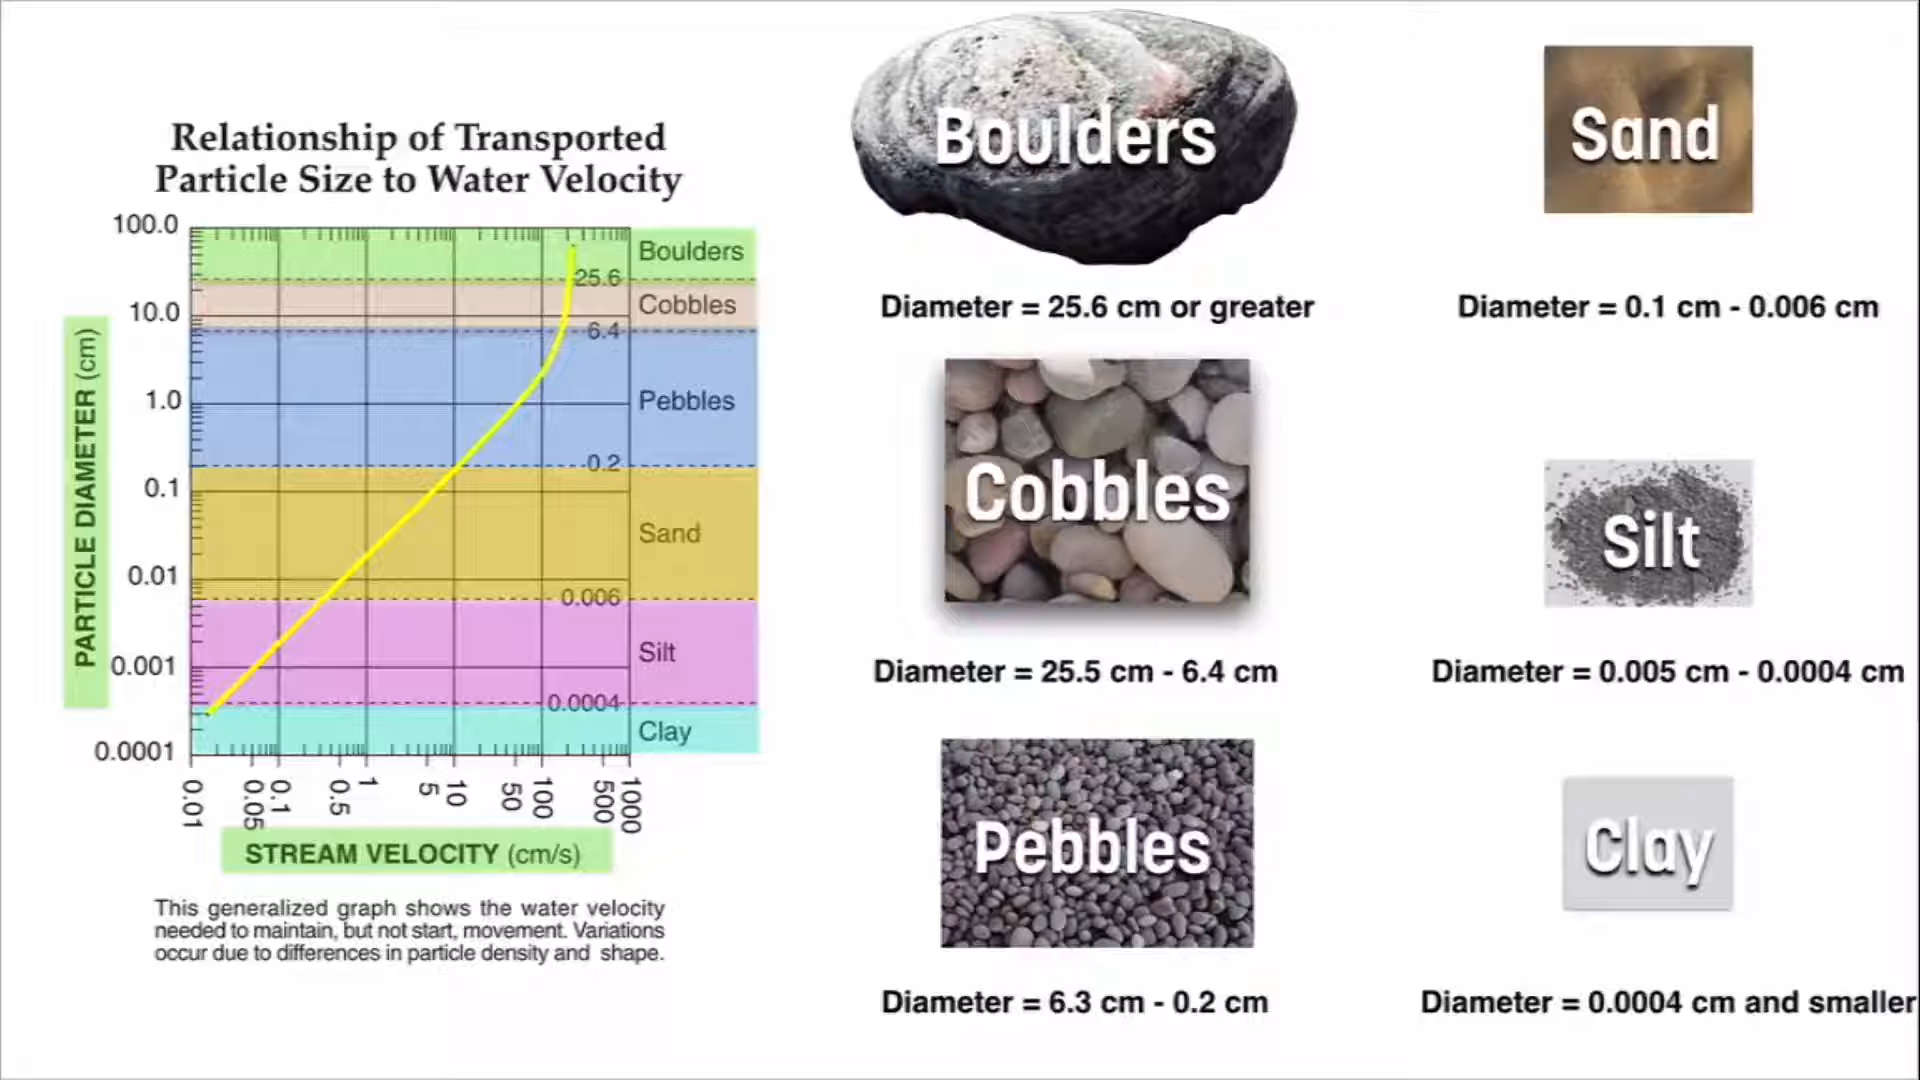 Relationship of Transported
Particle Size to Water Velocity
100.0
10.0
1.0
0.1
0.01
0.001
0.0001
PARTICLE DIAMETER (cm)
Boulders
25.6
Cobbles
6.4
Pebbles
0.2
Sand
0.006
Silt
0.0004
Clay
0.01
0.05
0.1
0.5
1
5
10
50
100
500
1000
STREAM VELOCITY (cm/s)
This generalized graph shows the water velocity
needed to maintain, but not start, movement. Variations
occur due to differences in particle density and shape.
Boulders
Diameter = 25.6 cm or greater
Cobbles
Diameter = 25.5 cm - 6.4 cm
Pebbles
Diameter = 6.3 cm - 0.2 cm
Sand
Diameter = 0.1 cm - 0.006 cm
Silt
Diameter = 0.005 cm - 0.0004 cm
Clay
Diameter = 0.0004 cm and smaller